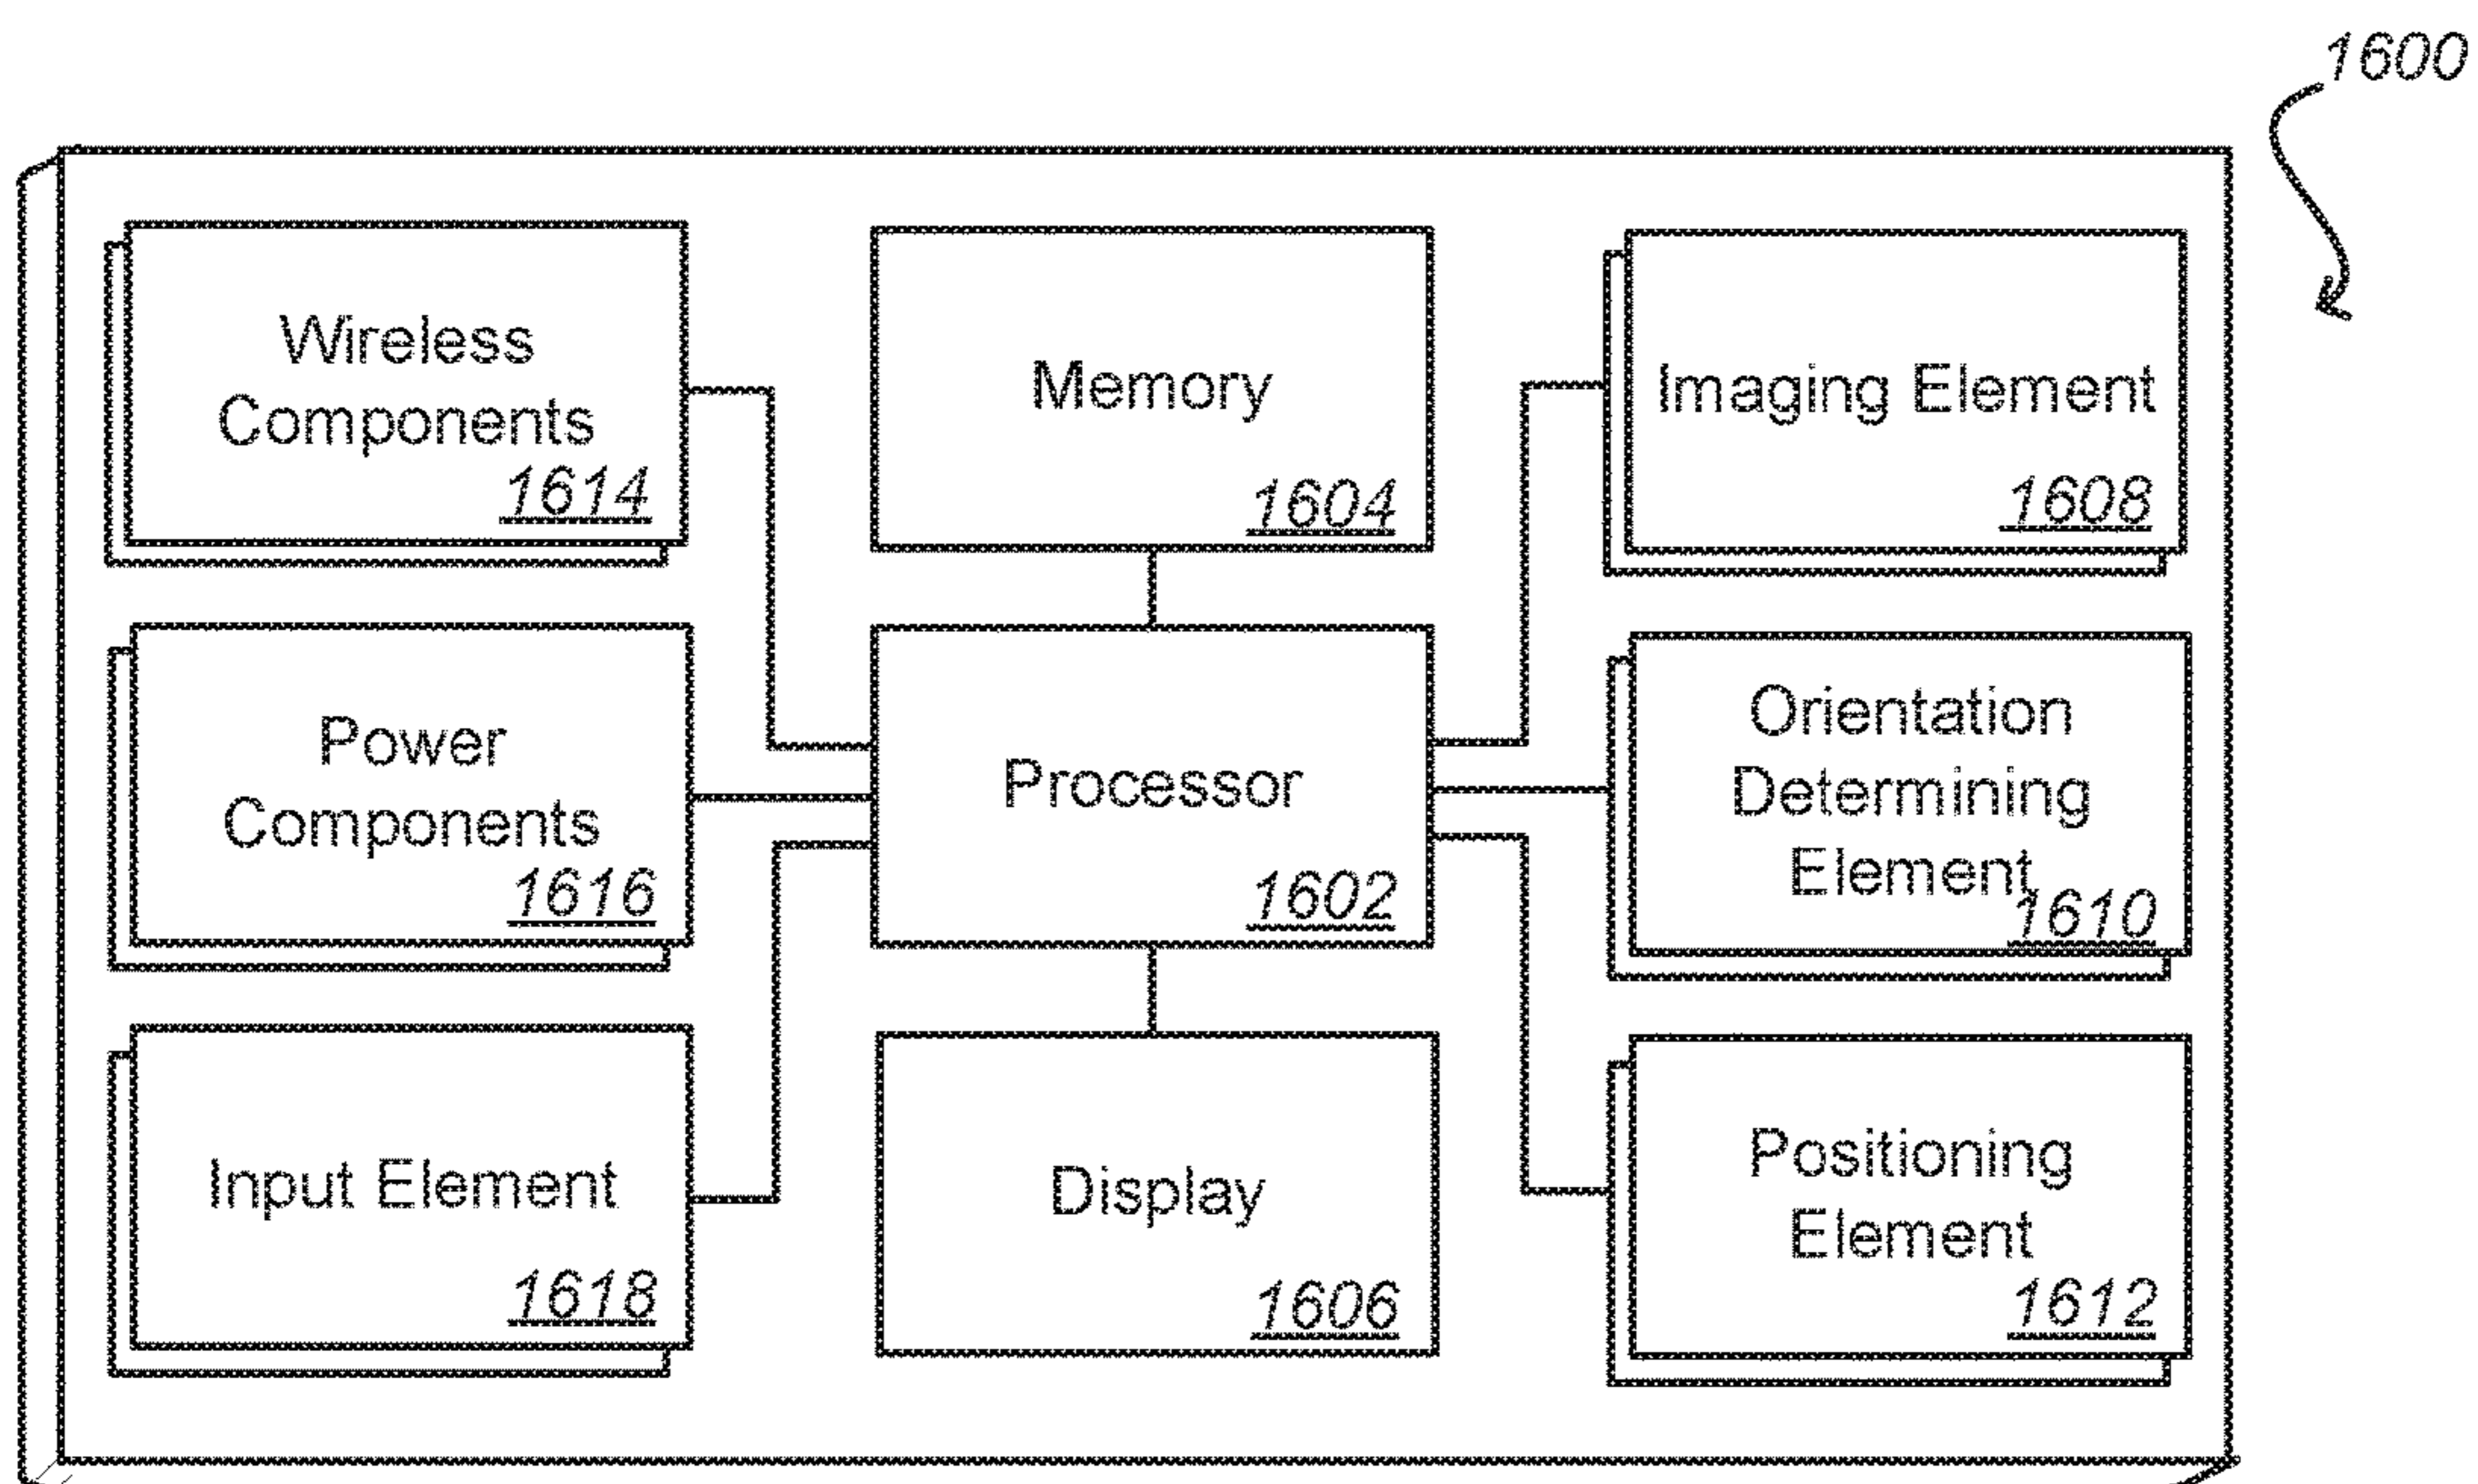 1600
Wireless
Components
1614
Memory
1604
Imaging Element
1608
Power
Components
1616
Processor
1602
Orientation
Determining
Element
1610
Input Element
1618
Display
1606
Positioning
Element
1612